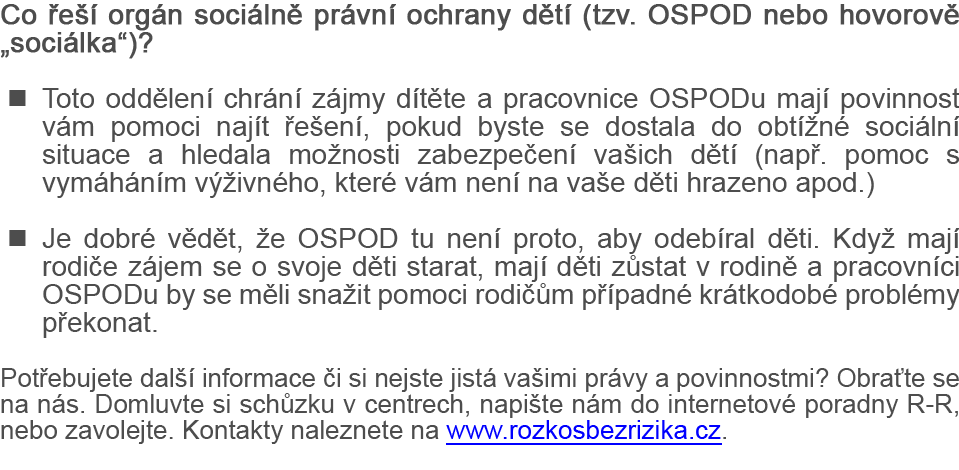 Co řeší orgán sociálně právní ochrany dětí (tzv. OSPOD nebo hovorově
„sociálka“)?
■ Toto oddělení chrání zájmy dítěte a pracovnice OSPODu mají povinnost
vám pomoci najít řešení, pokud byste se dostala do obtížné sociální
situace a hledala možnosti zabezpečení vašich dětí (např. pomoc s
vymáháním výživného, které vám není na vaše děti hrazeno apod.)
■ Je dobré vědět, že OSPOD tu není proto, aby odebíral děti. Když mají
rodiče zájem se o svoje děti starat, mají děti zůstat v rodině a pracovníci
OSPODu by se měli snažit pomoci rodičům případné krátkodobé problémy
překonat.
Potřebujete další informace či si nejste jistá vašimi právy a povinnostmi? Obraťte se
na nás. Domluvte si schůzku v centrech, napište nám do internetové poradny R-R,
nebo zavolejte. Kontakty naleznete na www.rozkosbezrizika.cz.